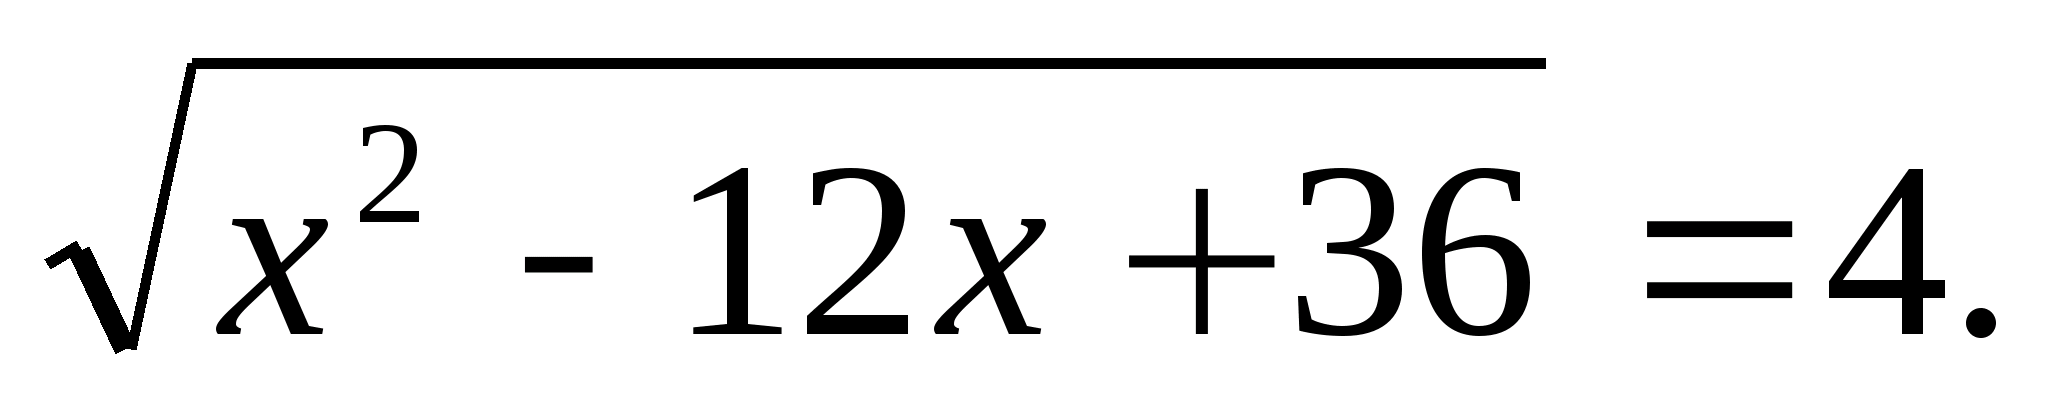 √x² - 12x + 36 = 4.